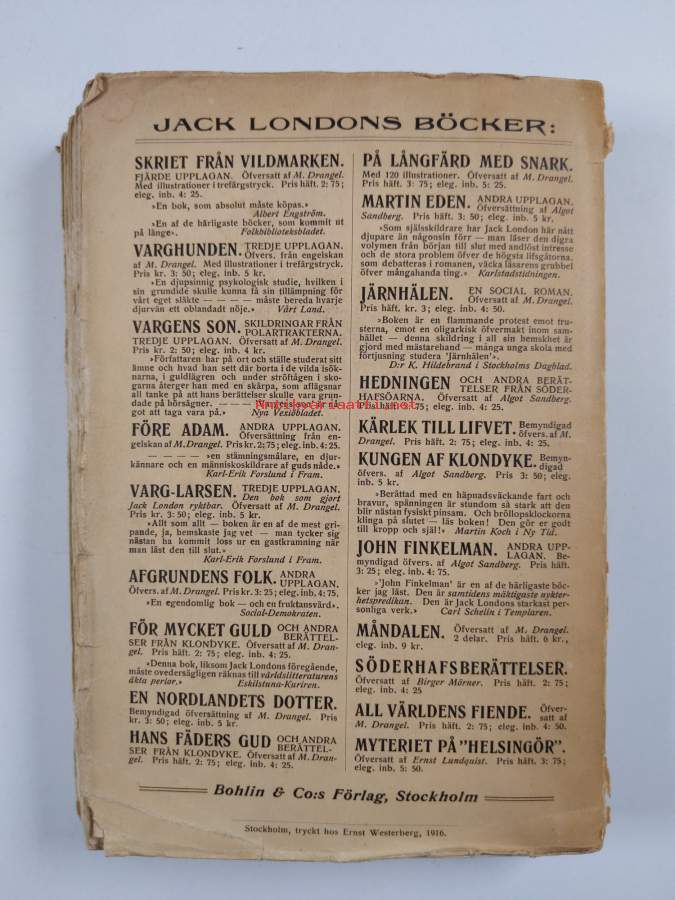 JACK LONDONS BÖCKER:
SKRIET FRÅN VILDMARKEN.
FJÄRDE UPPLAGAN. Öfversatt af M. Drangel.
Med illustrationer i trefärgstryck. Pris häft. 2: 75;
eleg. inb. 4: 25.
»En bok, som absolut måste köpas.»
Albert Engström.
»En af de härligaste böcker, som kommit ut
på länge». Folkbiblioteksbladet.
VARGHUNDEN. TREDJE UPPLAGAN.
Öfvers. från engelskan
af M. Drangel. Med illustrationer i trefärgstryck.
Pris kr. 3: 50; eleg. inb. 5 kr.
»En djupsinnig psykologisk studie, hvilken i
sin grundidé skulle kunna få sin tillämpning för
vårt eget släkte — — — — måste bereda hvarje
djurvän ett oblandadt nöje.» Vårt Land.
VARGENS SON. SKILDRINGAR FRÅN
POLARTRAKTERNA.
TREDJE UPPLAGAN. Öfversatt af M. Drangel.
Pris kr. 2: 50; eleg. inb. 4 kr.
»Författaren har på ort och ställe studerat sitt
ämne och hvad han sett där borta i de vilda isök-
narna, i guldlägren och under ströftågen i sko-
garna återger han med en skärpa, som aflägsnar
all tanke på att hans berättelser skulle vara grun-
dade på hörsägner. — — — — boken är
got att taga vara på.» Nya Vexiöbladet.
FÖRE ADAM. ANDRA UPPLAGAN.
Öfversättning från en-
gelskan af M. Drangel. Pris kr. 2; 75; eleg. inb. 4: 25.
— — — — »en stämningsmålare, en djur-
kännare och en människoskildrare af guds nåde.»
Karl-Erik Forslund i Fram.
VARG-LARSEN. TREDJE UPPLAGAN.
Den bok som gjort
Jack London ryktbar. Öfversatt af M. Drangel.
Pris kr. 3: 50; eleg. inb. 5 kr.
»Allt som allt — boken är en af de mest gri-
pande, ja, hemskaste jag vet — man tycker sig
nästan ha kommit loss ur en gastkramning när
man läst den till slut.»
Karl-Erik Forslund i Fram.
AFGRUNDENS FOLK. ANDRA
UPPLAGAN.
Öfvers. af M. Drangel. Pris kr. 3: 25; eleg. inb. 4: 75.
»En egendomlig bok — och en fruktansvärd».
Social-Demokraten.
FÖR MYCKET GULD OCH ANDRA
BERÄTTEL-
SER FRÅN KLONDYKE. Öfversatt af M. Dran-
gel. Pris häft. 2: 75; eleg. inb. 4: 25.
»Denna bok, liksom Jack Londons föregående,
måste ovedersägligen räknas till världslitteraturens
äkta perlor.» Eskilstuna-Kuriren.
EN NORDLANDETS DOTTER.
Bemyndigad öfversättning af M. Drangel. Pris
kr. 3: 50; eleg. inb. 5 kr.
HANS FÄDERS GUD OCH ANDRA
BERÄTTEL-
SER FRÅN KLONDYKE. Öfversatt af M. Dran-
gel. Pris häft. 2: 75; eleg. inb. 4: 25.
PÅ LÅNGFÄRD MED SNARK.
Med 120 illustrationer. Öfversatt af M. Drangel.
Pris häft. 3: 75; eleg. inb. 5: 25.
MARTIN EDEN. ANDRA UPPLAGAN.
Öfversättning af Algot
Sandberg. Pris häft. 3: 50; eleg. inb. 5 kr.
»Som själsskildrare har Jack London här nått
djupare än någonsin förr — man läser den digra
volymen från början till slut med andlöst intresse
och de stora problem öfver de högsta lifsgåtorna,
som debatteras i romanen, väcka läsarens grubbel
öfver mångahanda ting.» Karlstadstidningen.
JÄRNHÄLEN. EN SOCIAL ROMAN.
Öfversatt af M. Drangel.
Pris häft. kr. 3; eleg. inb. 4: 50.
»Boken är en flammande protest emot tru-
sterna, emot en oligarkisk öfvermakt inom sam-
hället — denna skildring i all sin hemskhet är
gjord med mästarehand — många unga skola med
förtjusning studera 'Järnhälen'».
D:r K. Hildebrand i Stockholms Dagblad.
HEDNINGEN OCH ANDRA BERÄT-
TELSER FRÅN SÖDER-
HAFSÖARNA. Öfversatt af Algot Sandberg.
Pris häft. 2: 75; eleg. inb. 4: 25.
KÄRLEK TILL LIFVET. Bemyndigad
öfvers. af M.
Drangel. Pris häft. 2: 75; eleg. inb. 4: 25.
KUNGEN AF KLONDYKE. Bemyn-
digad
öfvers. af Algot Sandberg. Pris 3: 50; eleg.
inb. 5 kr.
»Berättad med en häpnadsväckande fart och
bravur, spänningen är stundom så stark att den
blir nästan fysiskt pinsam. Och bröllopsklockorna
klinga på slutet — läs boken! Den gör er godt
till kropp och själ!» Martin Koch i Ny Tid.
JOHN FINKELMAN. ANDRA UPP-
LAGAN. Be-
myndigad öfvers. af Algot Sandberg. Pris häft.
3: 25; eleg. inb. 4: 75.
»'John Finkelman' är en af de härligaste böc-
ker jag läst. Den är samtidens mäktigaste nykter-
hetspredikan. Den är Jack Londons starkast per-
sonliga verk.» Carl Schelin i Templaren.
MÅNDALEN. Öfversatt af M. Drangel.
2 delar. Pris häft. 6 kr.,
eleg. inb. 9 kr.
SÖDERHAFSBERÄTTELSER.
Öfversatt af Birger Mörner. Pris häft. 2: 75;
eleg. inb. 4: 25
ALL VÄRLDENS FIENDE. Öfver-
satt af
M. Drangel. Pris häft. 2: 75; eleg. inb. 4: 50.
MYTERIET PÅ "HELSINGÖR".
Öfversatt af Ernst Lundquist. Pris häft. 3: 75;
eleg. inb. 5: 50.
Bohlin & Co:s Förlag, Stockholm
Stockholm, tryckt hos Ernst Westerberg, 1916.